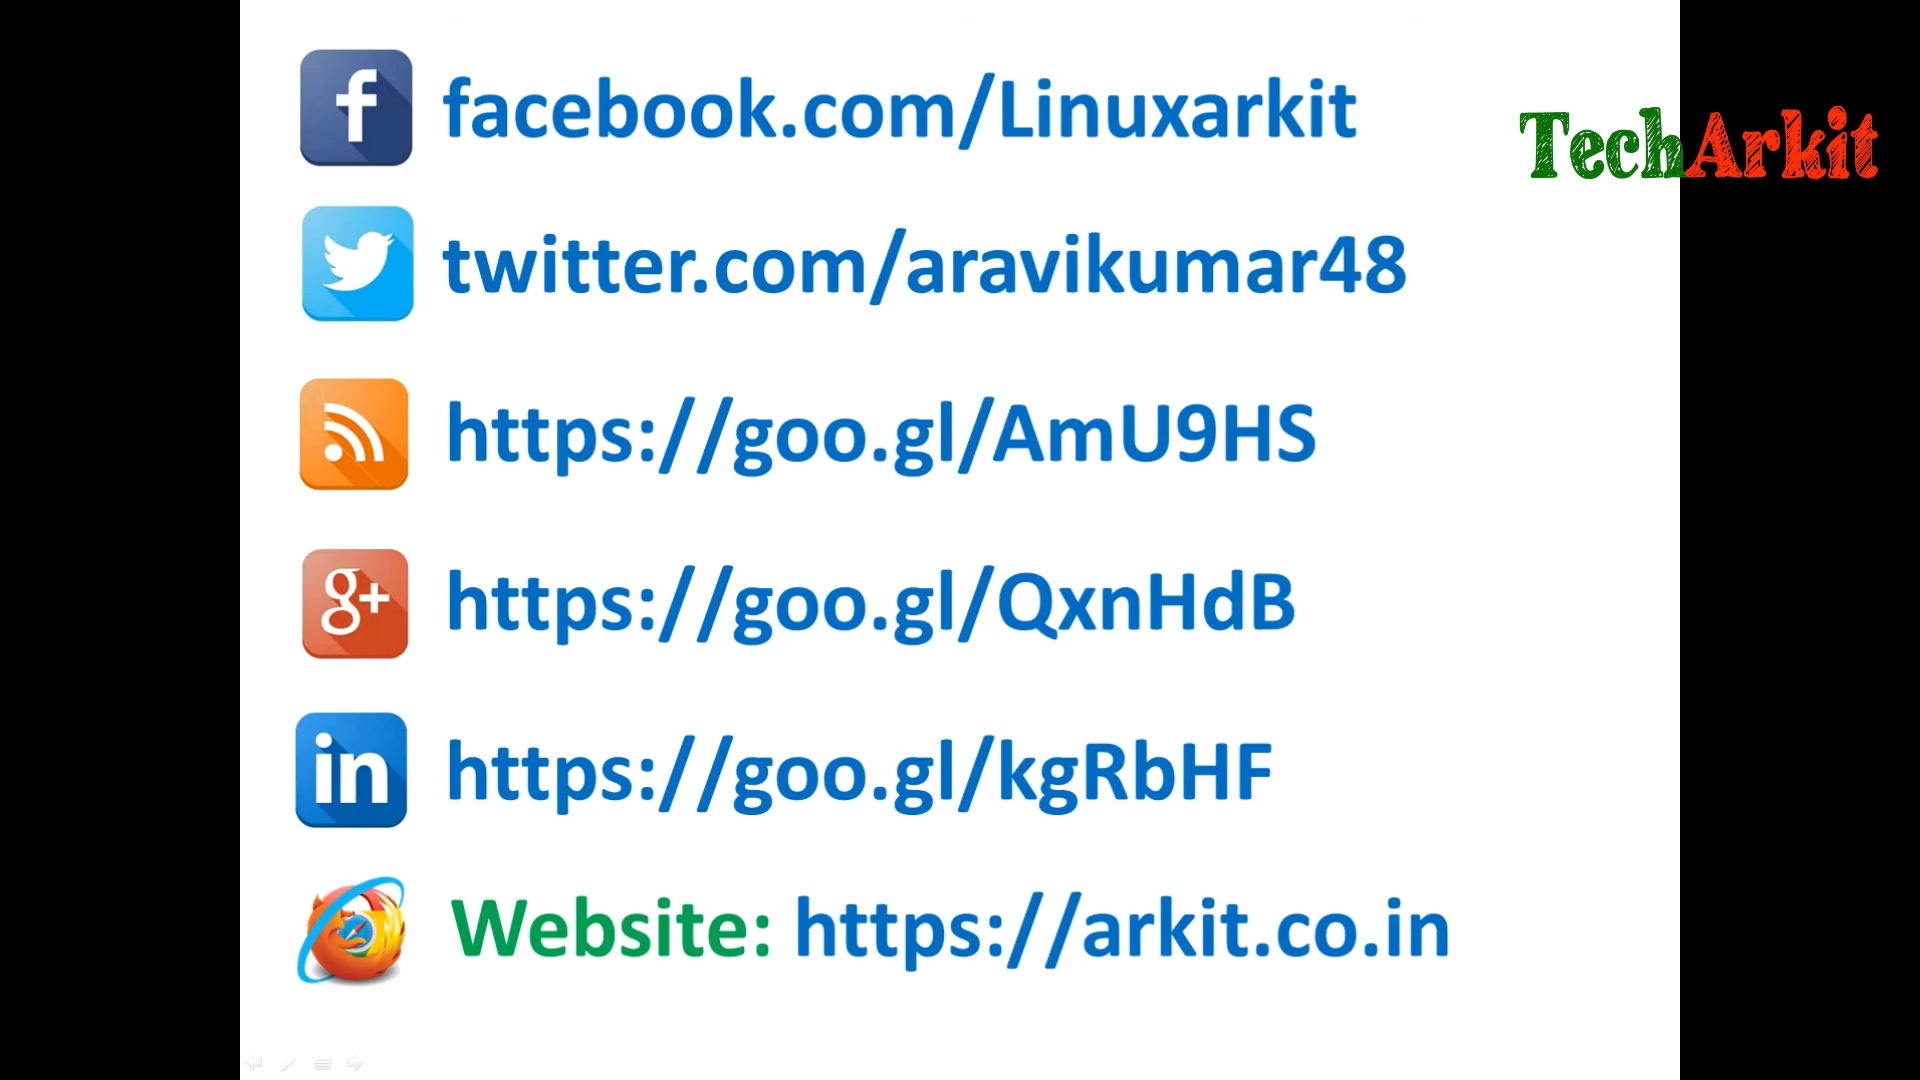 facebook.com/Linuxarkit
TechArkit
twitter.com/aravikumar48
https://goo.gl/AmU9HS
https://goo.gl/QxnHdB
https://goo.gl/kgRbHF
Website: https://arkit.co.in